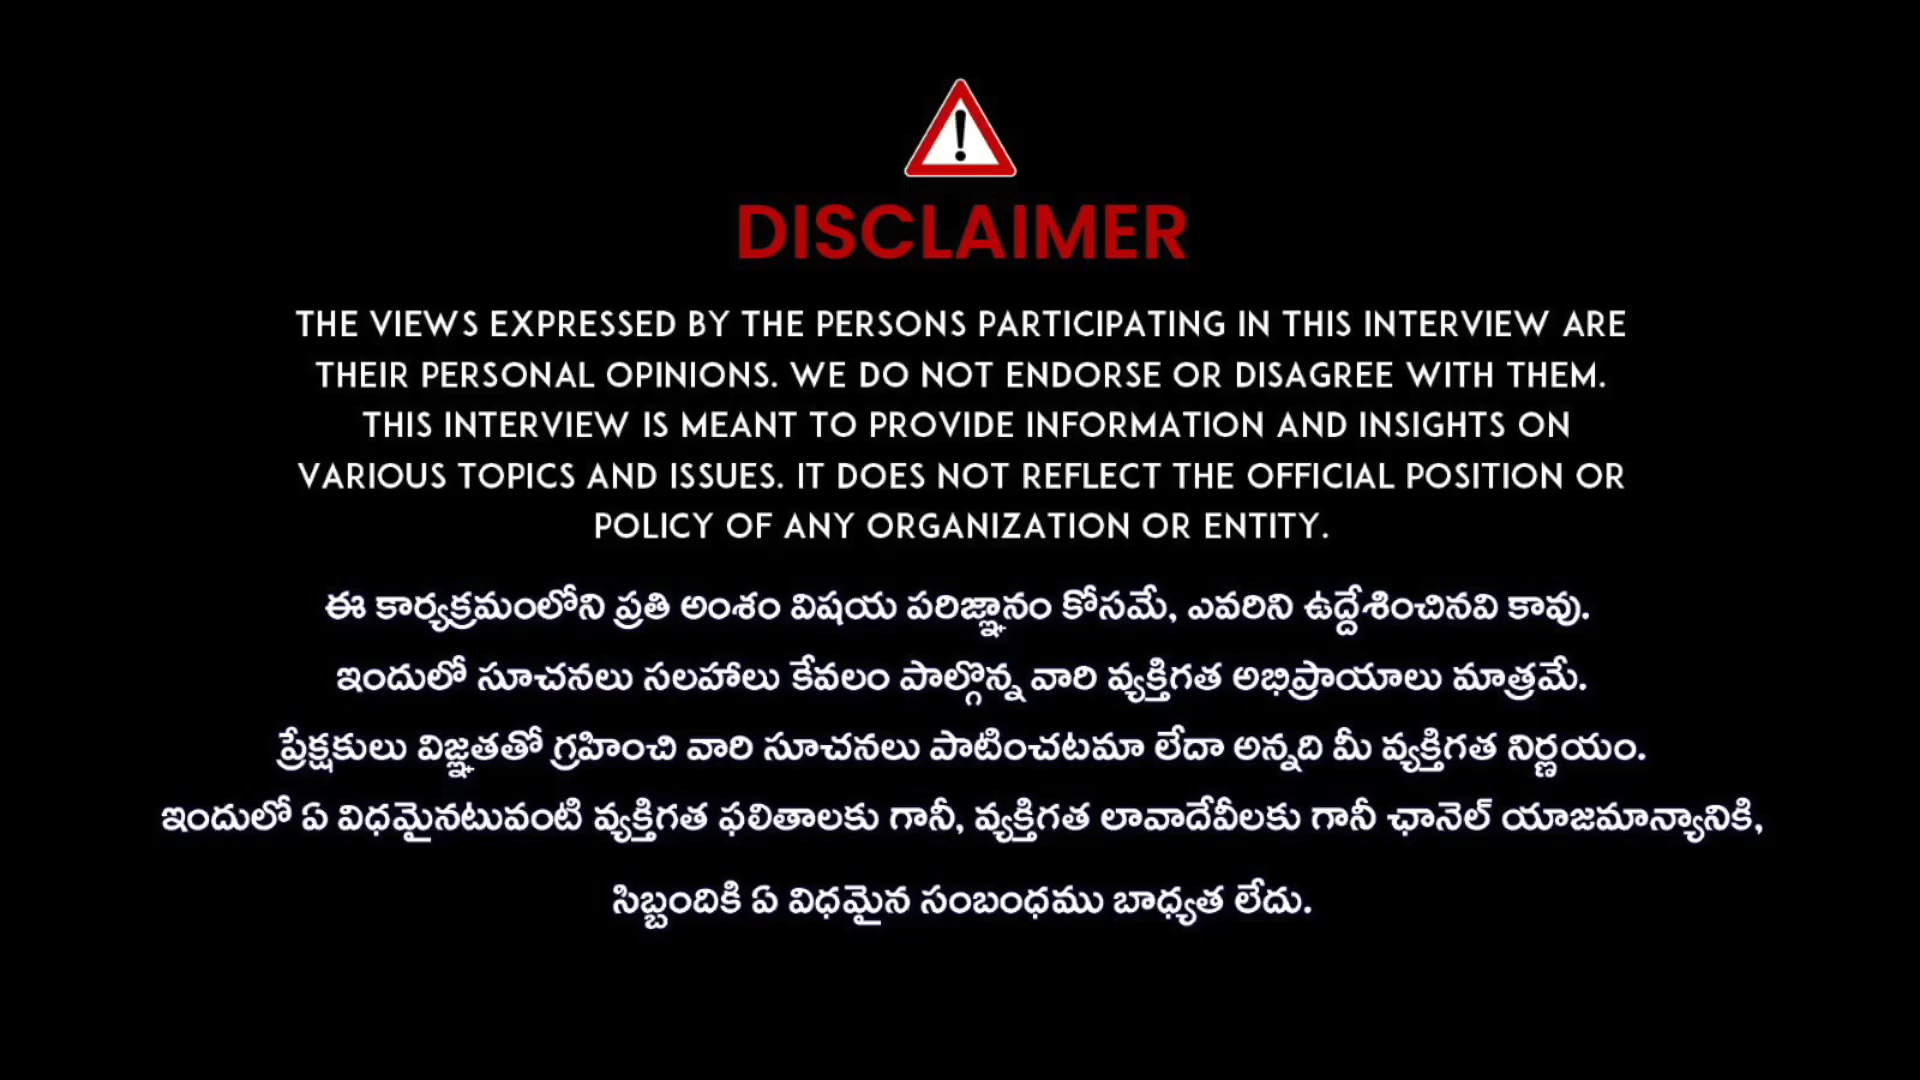 DISCLAIMER
THE VIEWS EXPRESSED BY THE PERSONS PARTICIPATING IN THIS INTERVIEW ARE
THEIR PERSONAL OPINIONS. WE DO NOT ENDORSE OR DISAGREE WITH THEM.
THIS INTERVIEW IS MEANT TO PROVIDE INFORMATION AND INSIGHTS ON
VARIOUS TOPICS AND ISSUES. IT DOES NOT REFLECT THE OFFICIAL POSITION OR
POLICY OF ANY ORGANIZATION OR ENTITY.
ఈ కార్యక్రమంలోని ప్రతి అంశం విషయ పరిజ్ఞానం కోసమే, ఎవరిని ఉద్దేశించినవి కావు.
ఇందులో సూచనలు సలహాలు కేవలం పాల్గొన్న వారి వ్యక్తిగత అభిప్రాయాలు మాత్రమే.
ప్రేక్షకులు విజ్ఞతతో గ్రహించి వారి సూచనలు పాటించటమా లేదా అన్నది మీ వ్యక్తిగత నిర్ణయం.
ఇందులో ఏ విధమైనటువంటి వ్యక్తిగత ఫలితాలకు గానీ, వ్యక్తిగత లావాదేవీలకు గానీ ఛానెల్ యాజమాన్యానికి,
సిబ్బందికి ఏ విధమైన సంబంధము బాధ్యత లేదు.